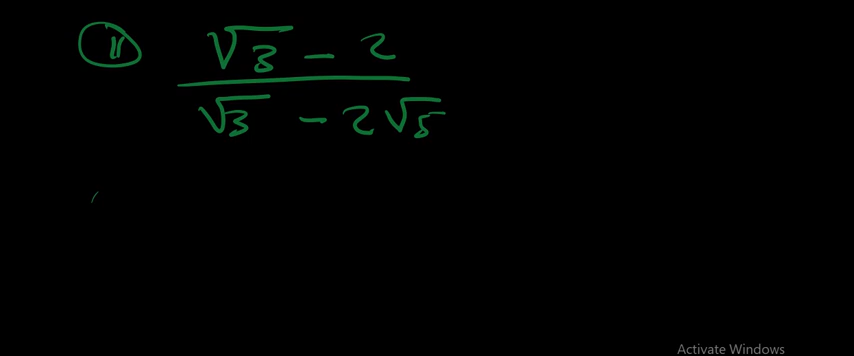 11 √3 - 2
√3 - 2√5
Activate Windows